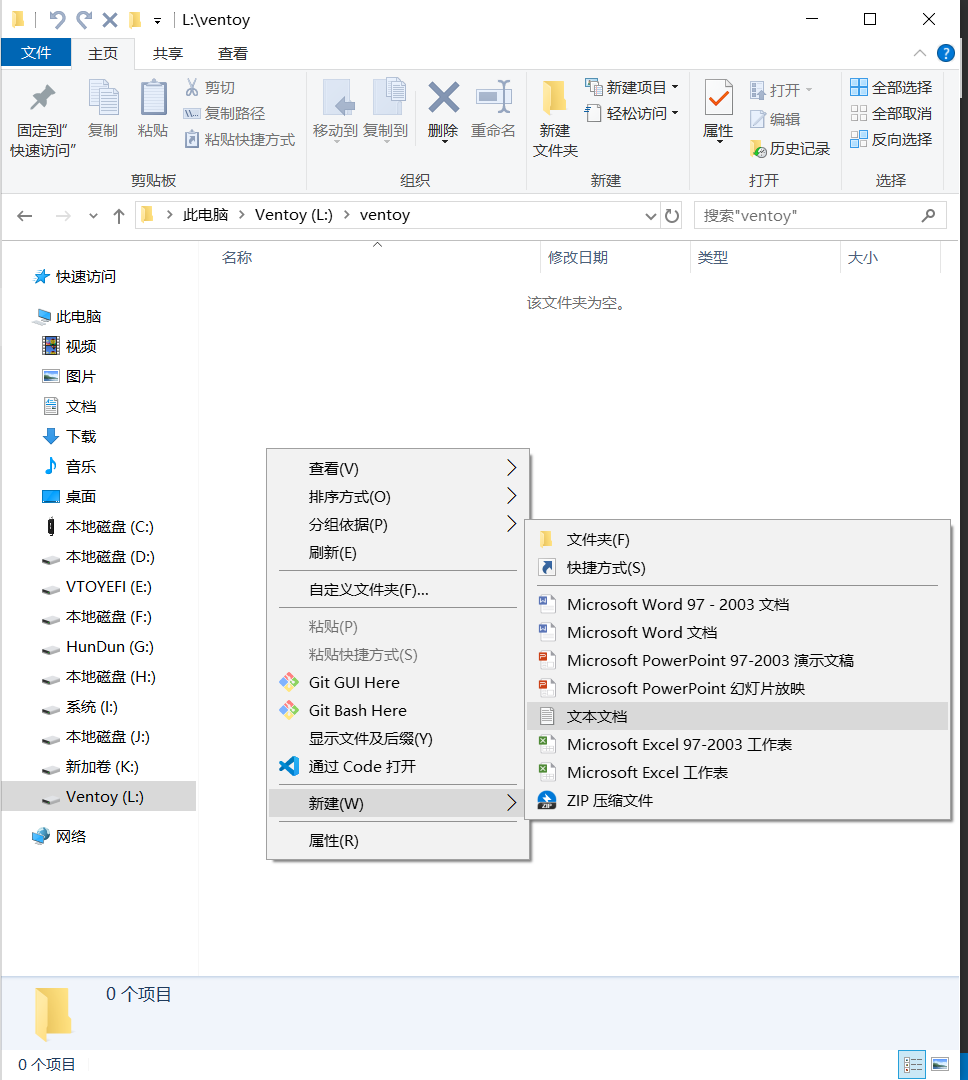 L:\ventoy
文件
主页
共享
查看
固定到"
快速访问"
复制
粘贴
剪切
复制路径
粘贴快捷方式
剪贴板
移动到
复制到
删除
重命名
组织
新建
文件夹
新建项目
轻松访问
新建
属性
打开
编辑
历史记录
打开
全部选择
全部取消
反向选择
选择
此电脑 > Ventoy (L:) > ventoy
搜索"ventoy"
名称
修改日期
类型
大小
该文件夹为空。
快速访问
此电脑
视频
图片
文档
下载
音乐
桌面
本地磁盘 (C:)
本地磁盘 (D:)
VTOYEFI (E:)
本地磁盘 (F:)
HunDun (G:)
本地磁盘 (H:)
系统 (I:)
本地磁盘 (J:)
新加卷 (K:)
Ventoy (L:)
网络
查看(V)
排序方式(O)
分组依据(P)
刷新(E)
自定义文件夹(F)...
粘贴(P)
粘贴快捷方式(S)
Git GUI Here
Git Bash Here
显示文件及后缀(Y)
通过 Code 打开
新建(W)
属性(R)
文件夹(F)
快捷方式(S)
Microsoft Word 97 - 2003 文档
Microsoft Word 文档
Microsoft PowerPoint 97-2003 演示文稿
Microsoft PowerPoint 幻灯片放映
文本文档
Microsoft Excel 97-2003 工作表
Microsoft Excel 工作表
ZIP
ZIP 压缩文件
0 个项目
0 个项目